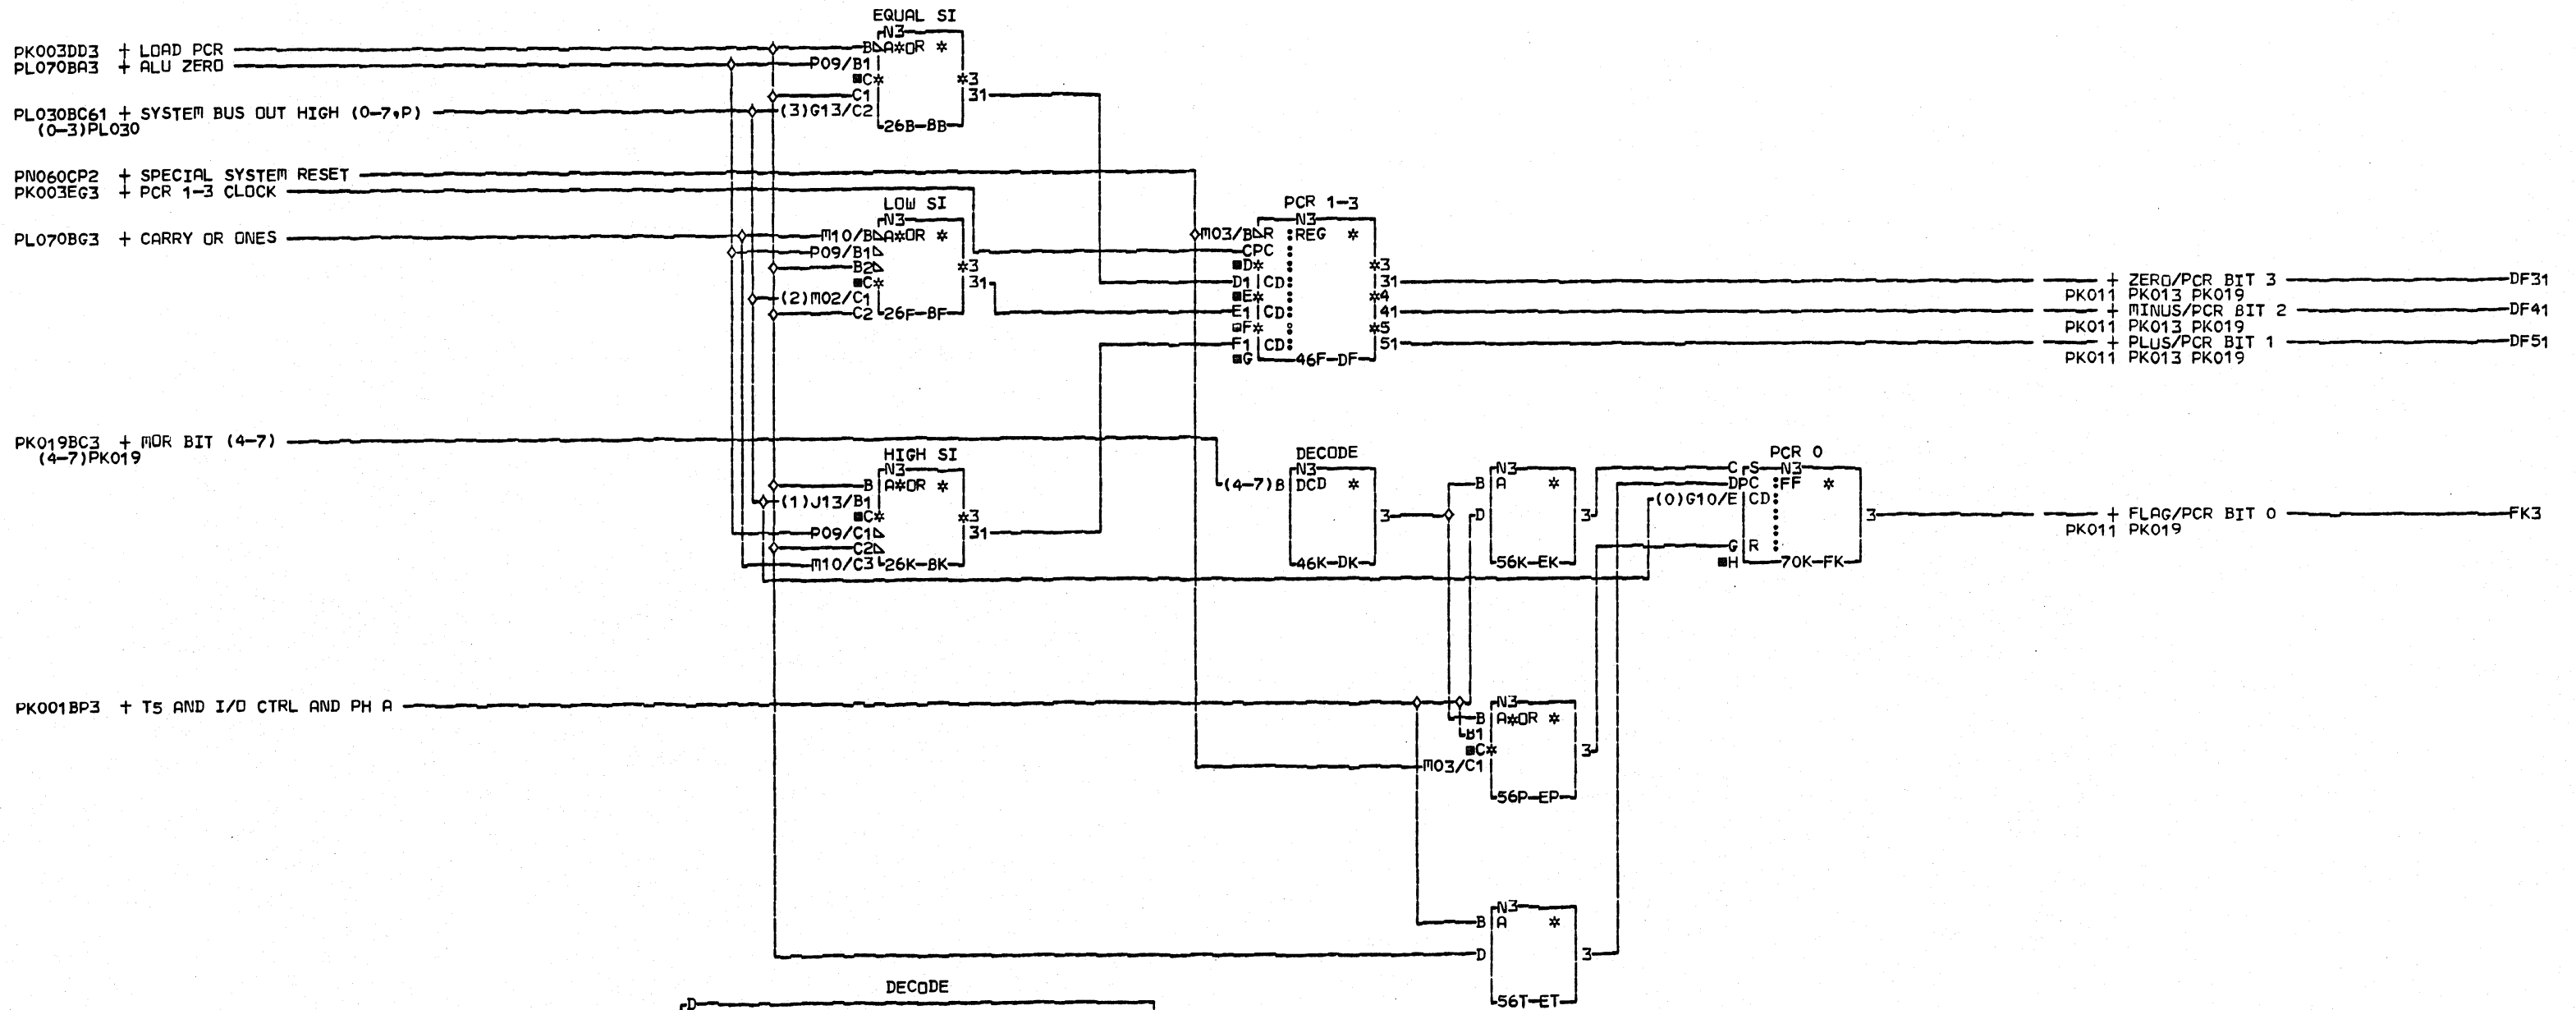 PK003DD3 + LOAD PCR
PL070BA3 + ALU ZERO
PL030BC61 + SYSTEM BUS OUT HIGH (0-7,P)
(0-3)PL030
PN060CP2 + SPECIAL SYSTEM RESET
PK003EG3 + PCR 1-3 CLOCK
PL070BG3 + CARRY OR ONES
PK019BC3 + MOR BIT (4-7)
(4-7)PK019
PK001BP3 + T5 AND I/O CTRL AND PH A
EQUAL SI
N3
B A*OR *
P09/B1
C* *3
C1 31
(3)G13/C2
26B-BB
LOW SI
N3
M10/B A*OR *
P09/B1
B2 *3
C* 31
(2)M02/C1
C2 26F-BF
HIGH SI
N3
B A*OR *
(1)J13/B1
C* *3
P09/C1 31
C2
M10/C3 26K-BK
PCR 1-3
N3
M03/B R REG *
CPC
D* *3
D1 CD 31
E* *4
E1 CD 41
F* *5
F1 CD 51
G 46F-DF
+ ZERO/PCR BIT 3 DF31
PK011 PK013 PK019
+ MINUS/PCR BIT 2 DF41
PK011 PK013 PK019
+ PLUS/PCR BIT 1 DF51
PK011 PK013 PK019
DECODE
N3
(4-7)B DCD *
3
46K-DK
N3
B A *
D 3
56K-EK
PCR 0
C S N3
DPC FF *
(0)G10/E CD
3
G R
H 70K-FK
+ FLAG/PCR BIT 0 FK3
PK011 PK019
N3
B A*OR *
B1
C* 3
M03/C1
56P-EP
N3
B A *
D 3
56T-ET
DECODE
D